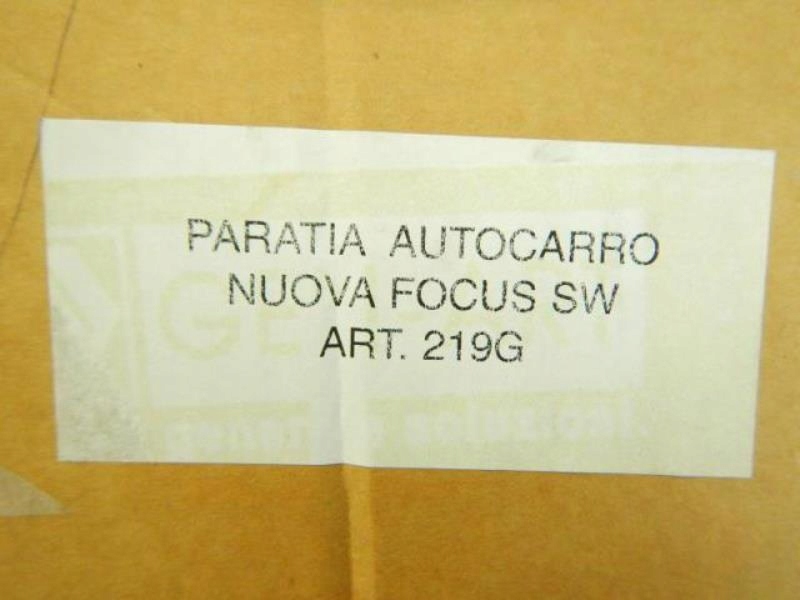 PARATIA AUTOCARRO
NUOVA FOCUS SW
ART. 219G